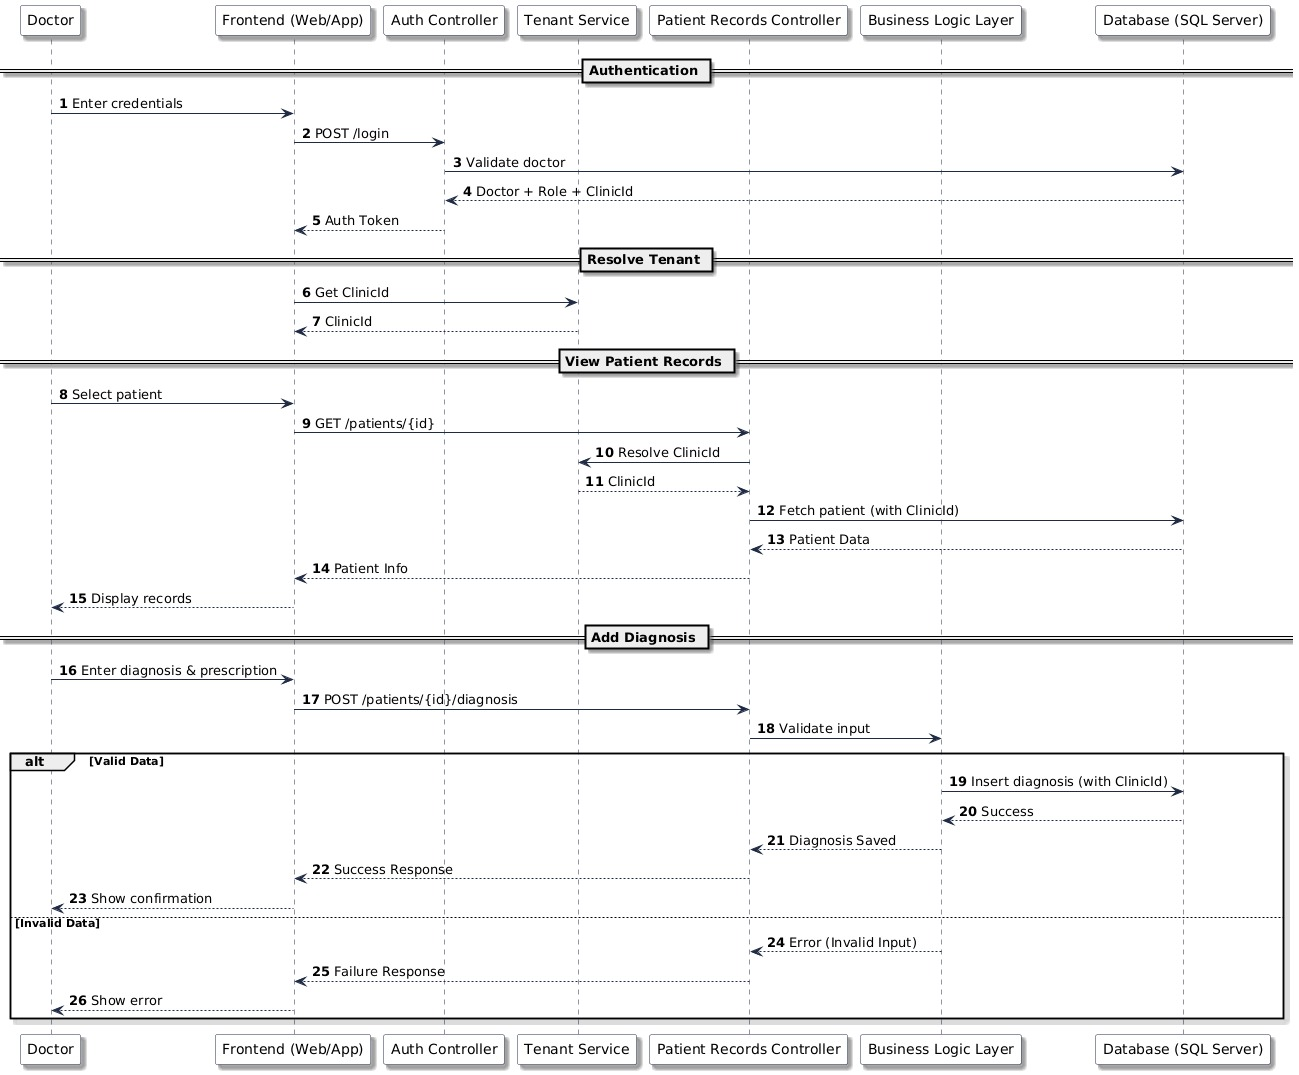 Doctor Frontend (Web/App) Auth Controller Tenant Service Patient Records Controller Business Logic Layer Database (SQL Server)
Authentication
1 Enter credentials
2 POST /login
3 Validate doctor
4 Doctor + Role + ClinicId
5 Auth Token
Resolve Tenant
6 Get ClinicId
7 ClinicId
View Patient Records
8 Select patient
9 GET /patients/{id}
10 Resolve ClinicId
11 ClinicId
12 Fetch patient (with ClinicId)
13 Patient Data
14 Patient Info
15 Display records
Add Diagnosis
16 Enter diagnosis & prescription
17 POST /patients/{id}/diagnosis
18 Validate input
alt [Valid Data]
19 Insert diagnosis (with ClinicId)
20 Success
21 Diagnosis Saved
22 Success Response
23 Show confirmation
[Invalid Data]
24 Error (Invalid Input)
25 Failure Response
26 Show error
Doctor Frontend (Web/App) Auth Controller Tenant Service Patient Records Controller Business Logic Layer Database (SQL Server)